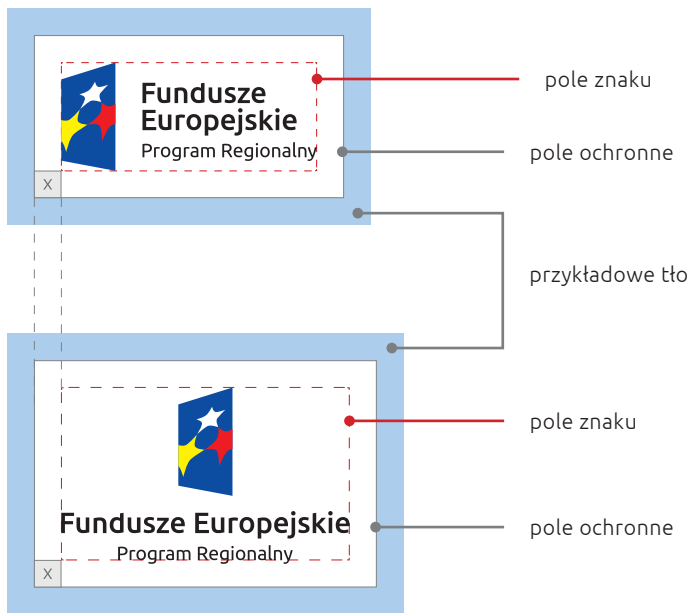 Fundusze
Europejskie
Program Regionalny
X
pole znaku
pole ochronne
przykładowe tło
Fundusze Europejskie
Program Regionalny
X
pole znaku
pole ochronne